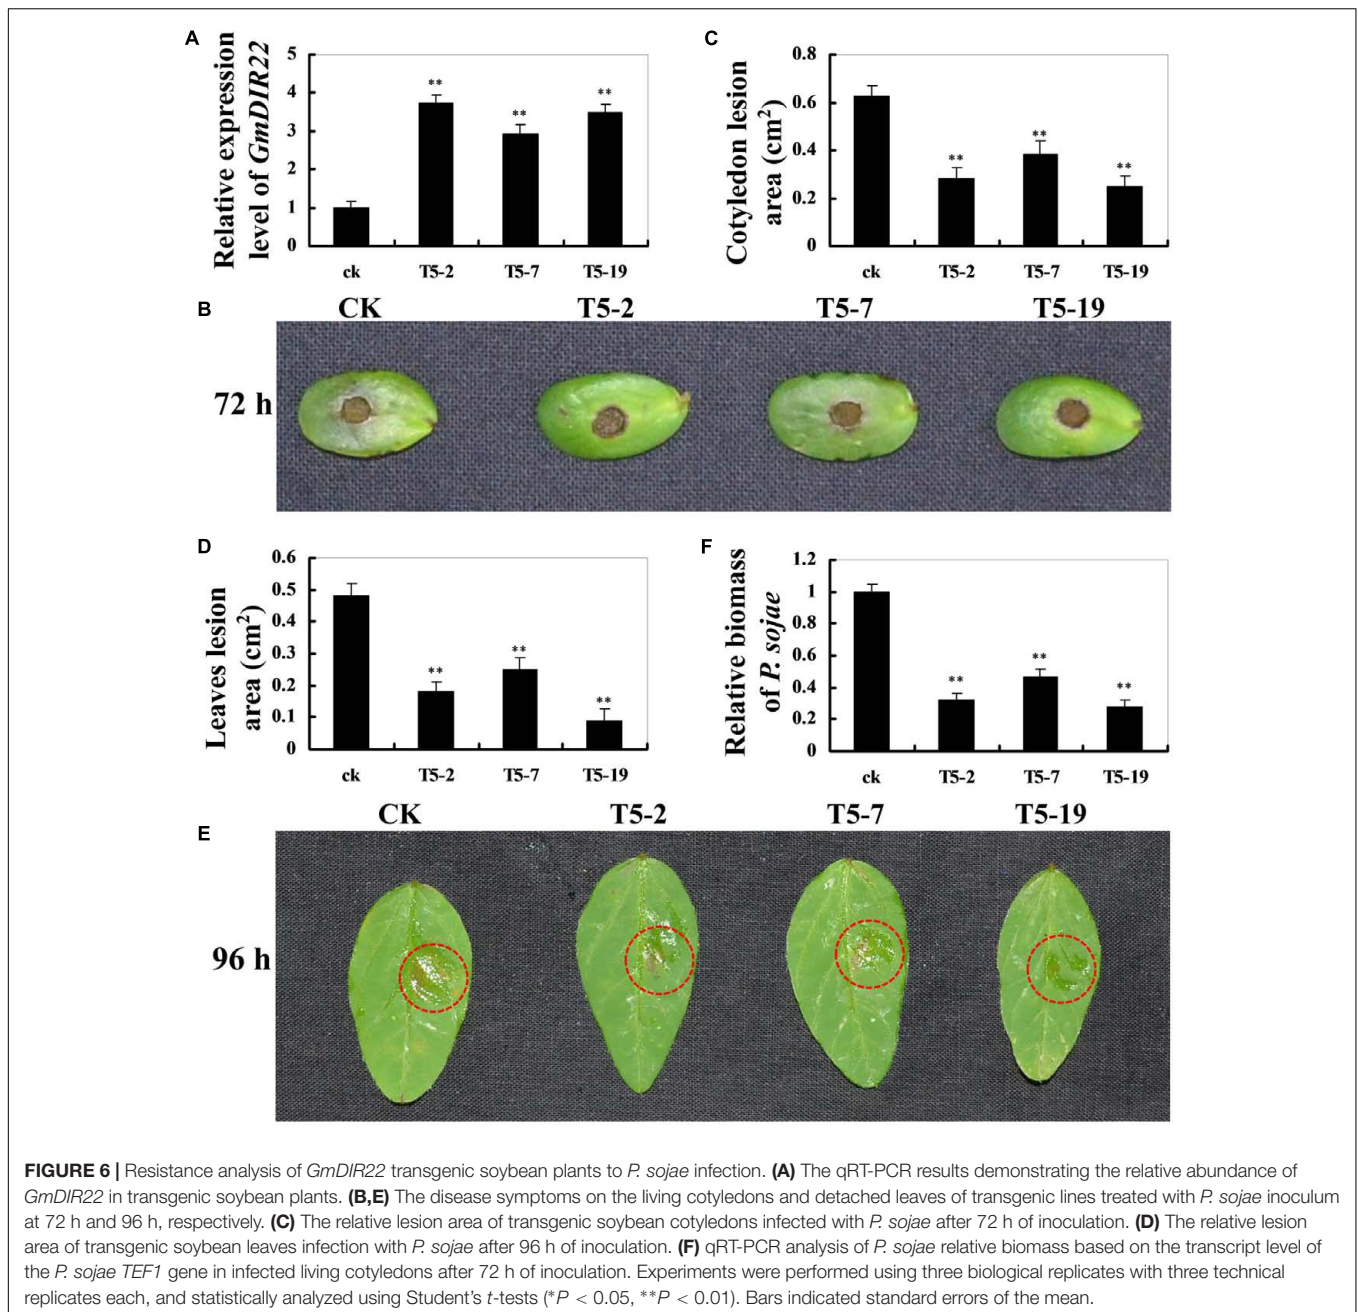 A
Relative expression
level of GmDIR22
5
4
3
2
1
0
**
**
**
ck
T5-2
T5-7
T5-19
C
Cotyledon lesion
area (cm²)
0.8
0.6
0.4
0.2
0
**
**
**
ck
T5-2
T5-7
T5-19
B
CK
T5-2
T5-7
T5-19
72 h
D
Leaves lesion
area (cm²)
0.6
0.5
0.4
0.3
0.2
0.1
0
**
**
**
ck
T5-2
T5-7
T5-19
F
Relative biomass
of P. sojae
1.2
1
0.8
0.6
0.4
0.2
0
**
**
**
ck
T5-2
T5-7
T5-19
E
CK
T5-2
T5-7
T5-19
96 h
FIGURE 6 | Resistance analysis of GmDIR22 transgenic soybean plants to P. sojae infection. (A) The qRT-PCR results demonstrating the relative abundance of
GmDIR22 in transgenic soybean plants. (B,E) The disease symptoms on the living cotyledons and detached leaves of transgenic lines treated with P. sojae inoculum
at 72 h and 96 h, respectively. (C) The relative lesion area of transgenic soybean cotyledons infected with P. sojae after 72 h of inoculation. (D) The relative lesion
area of transgenic soybean leaves infection with P. sojae after 96 h of inoculation. (F) qRT-PCR analysis of P. sojae relative biomass based on the transcript level of
the P. sojae TEF1 gene in infected living cotyledons after 72 h of inoculation. Experiments were performed using three biological replicates with three technical
replicates each, and statistically analyzed using Student's t-tests (*P < 0.05, **P < 0.01). Bars indicated standard errors of the mean.